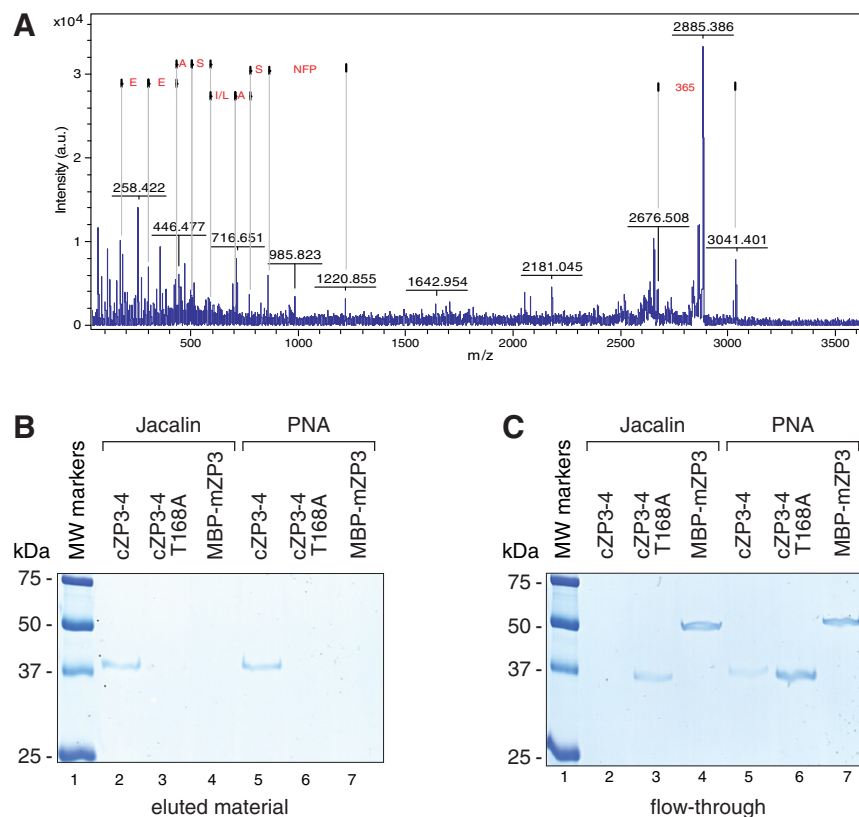 A
x10⁴
Intensity (a.u.)
3
2
1
0
2885.386
A S S NFP
E E I/L A 365
258.422
446.477
716.651
985.823
1220.855
1642.954
2181.045
2676.508
3041.401
500 1000 1500 2000 2500 3000 3500
m/z
B
Jacalin PNA
MW markers
cZP3-4
cZP3-4 T168A
MBP-mZP3
cZP3-4
cZP3-4 T168A
MBP-mZP3
kDa
75 -
50 -
37 -
25 -
1 2 3 4 5 6 7
eluted material
C
Jacalin PNA
MW markers
cZP3-4
cZP3-4 T168A
MBP-mZP3
cZP3-4
cZP3-4 T168A
MBP-mZP3
kDa
75 -
50 -
37 -
25 -
1 2 3 4 5 6 7
flow-through